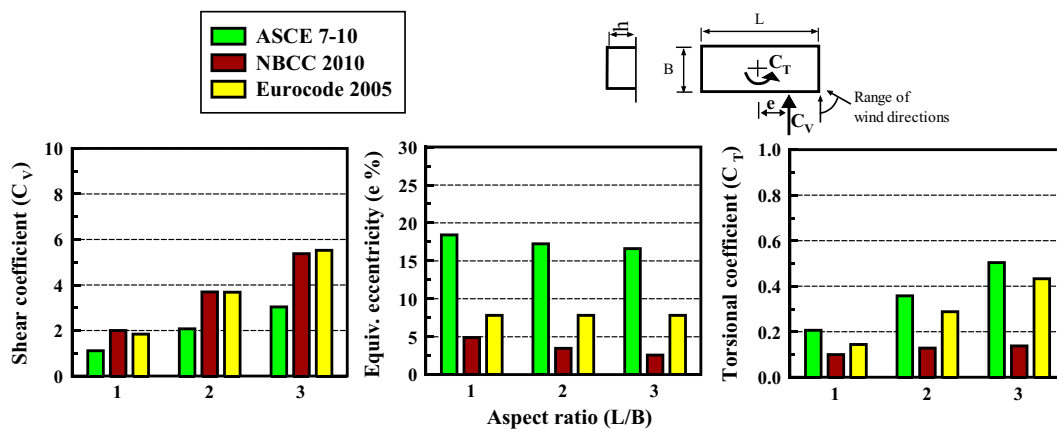 ASCE 7-10
NBCC 2010
Eurocode 2005
h
L
B
C_T
e
C_V
Range of
wind directions
Shear coefficient (C_V)
10
8
6
4
2
0
1 2 3
Equiv. eccentricity (e %)
30
25
20
15
10
5
0
1 2 3
Torsional coefficient (C_T)
1.0
0.8
0.6
0.4
0.2
0.0
1 2 3
Aspect ratio (L/B)